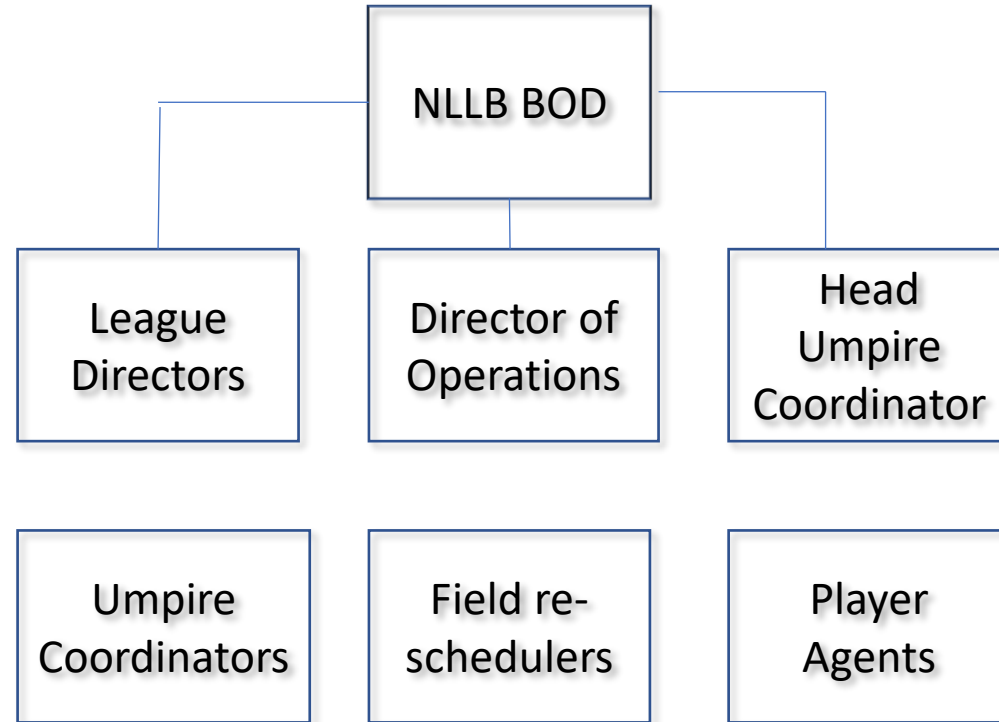 NLLB BOD
League
Directors
Director of
Operations
Head
Umpire
Coordinator
Umpire
Coordinators
Field re-
schedulers
Player
Agents